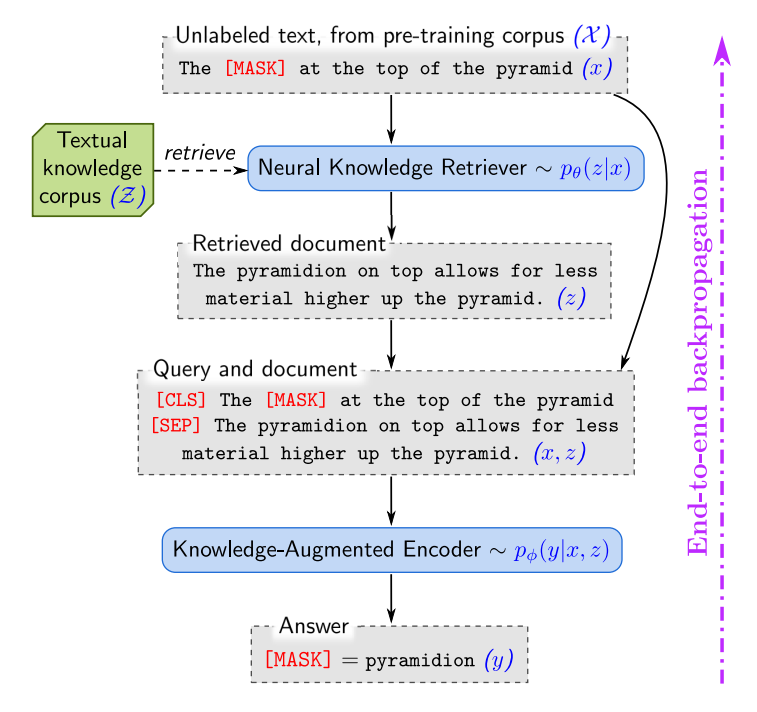 Unlabeled text, from pre-training corpus (𝒳)
The [MASK] at the top of the pyramid (x)
Textual
knowledge
corpus (𝒵)
retrieve
Neural Knowledge Retriever ∼ pθ(z|x)
Retrieved document
The pyramidion on top allows for less
material higher up the pyramid. (z)
Query and document
[CLS] The [MASK] at the top of the pyramid
[SEP] The pyramidion on top allows for less
material higher up the pyramid. (x, z)
Knowledge-Augmented Encoder ∼ pϕ(y|x, z)
Answer
[MASK] = pyramidion (y)
End-to-end backpropagation